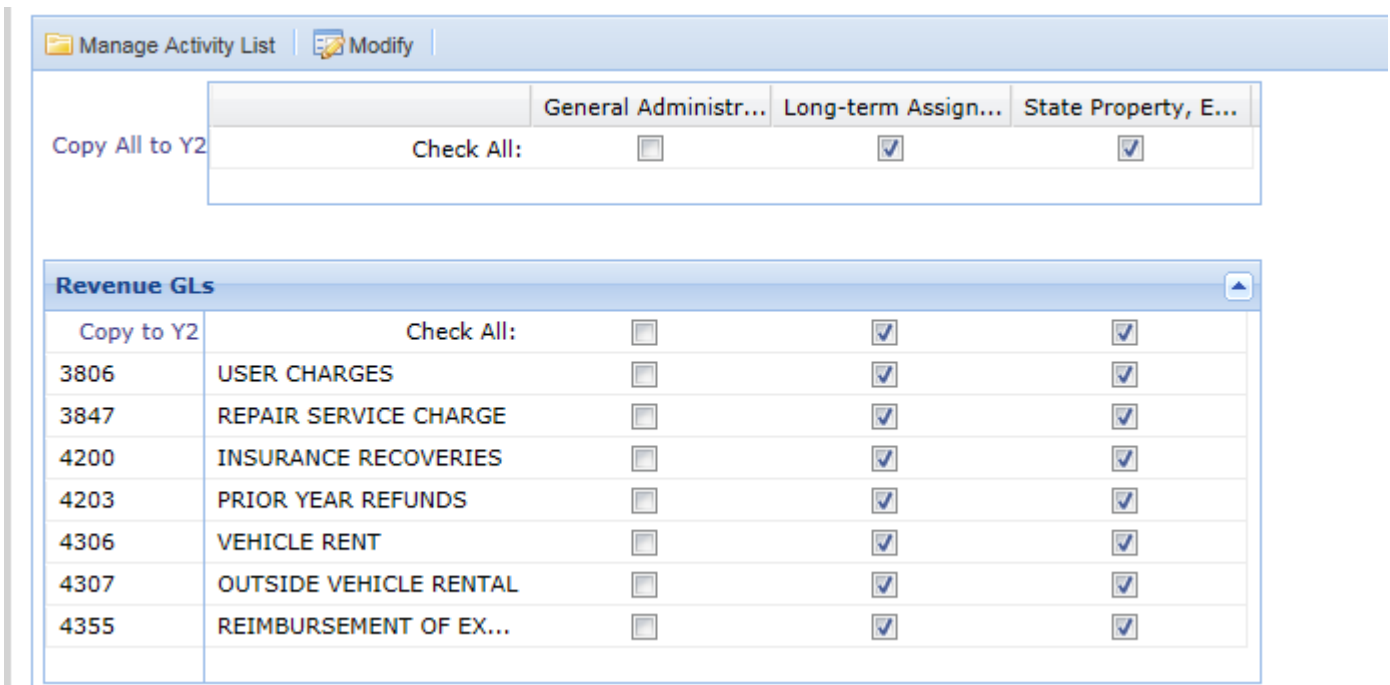 Manage Activity List Modify
General Administr... Long-term Assign... State Property, E...
Copy All to Y2 Check All:
Revenue GLs
Copy to Y2 Check All:
3806 USER CHARGES
3847 REPAIR SERVICE CHARGE
4200 INSURANCE RECOVERIES
4203 PRIOR YEAR REFUNDS
4306 VEHICLE RENT
4307 OUTSIDE VEHICLE RENTAL
4355 REIMBURSEMENT OF EX...